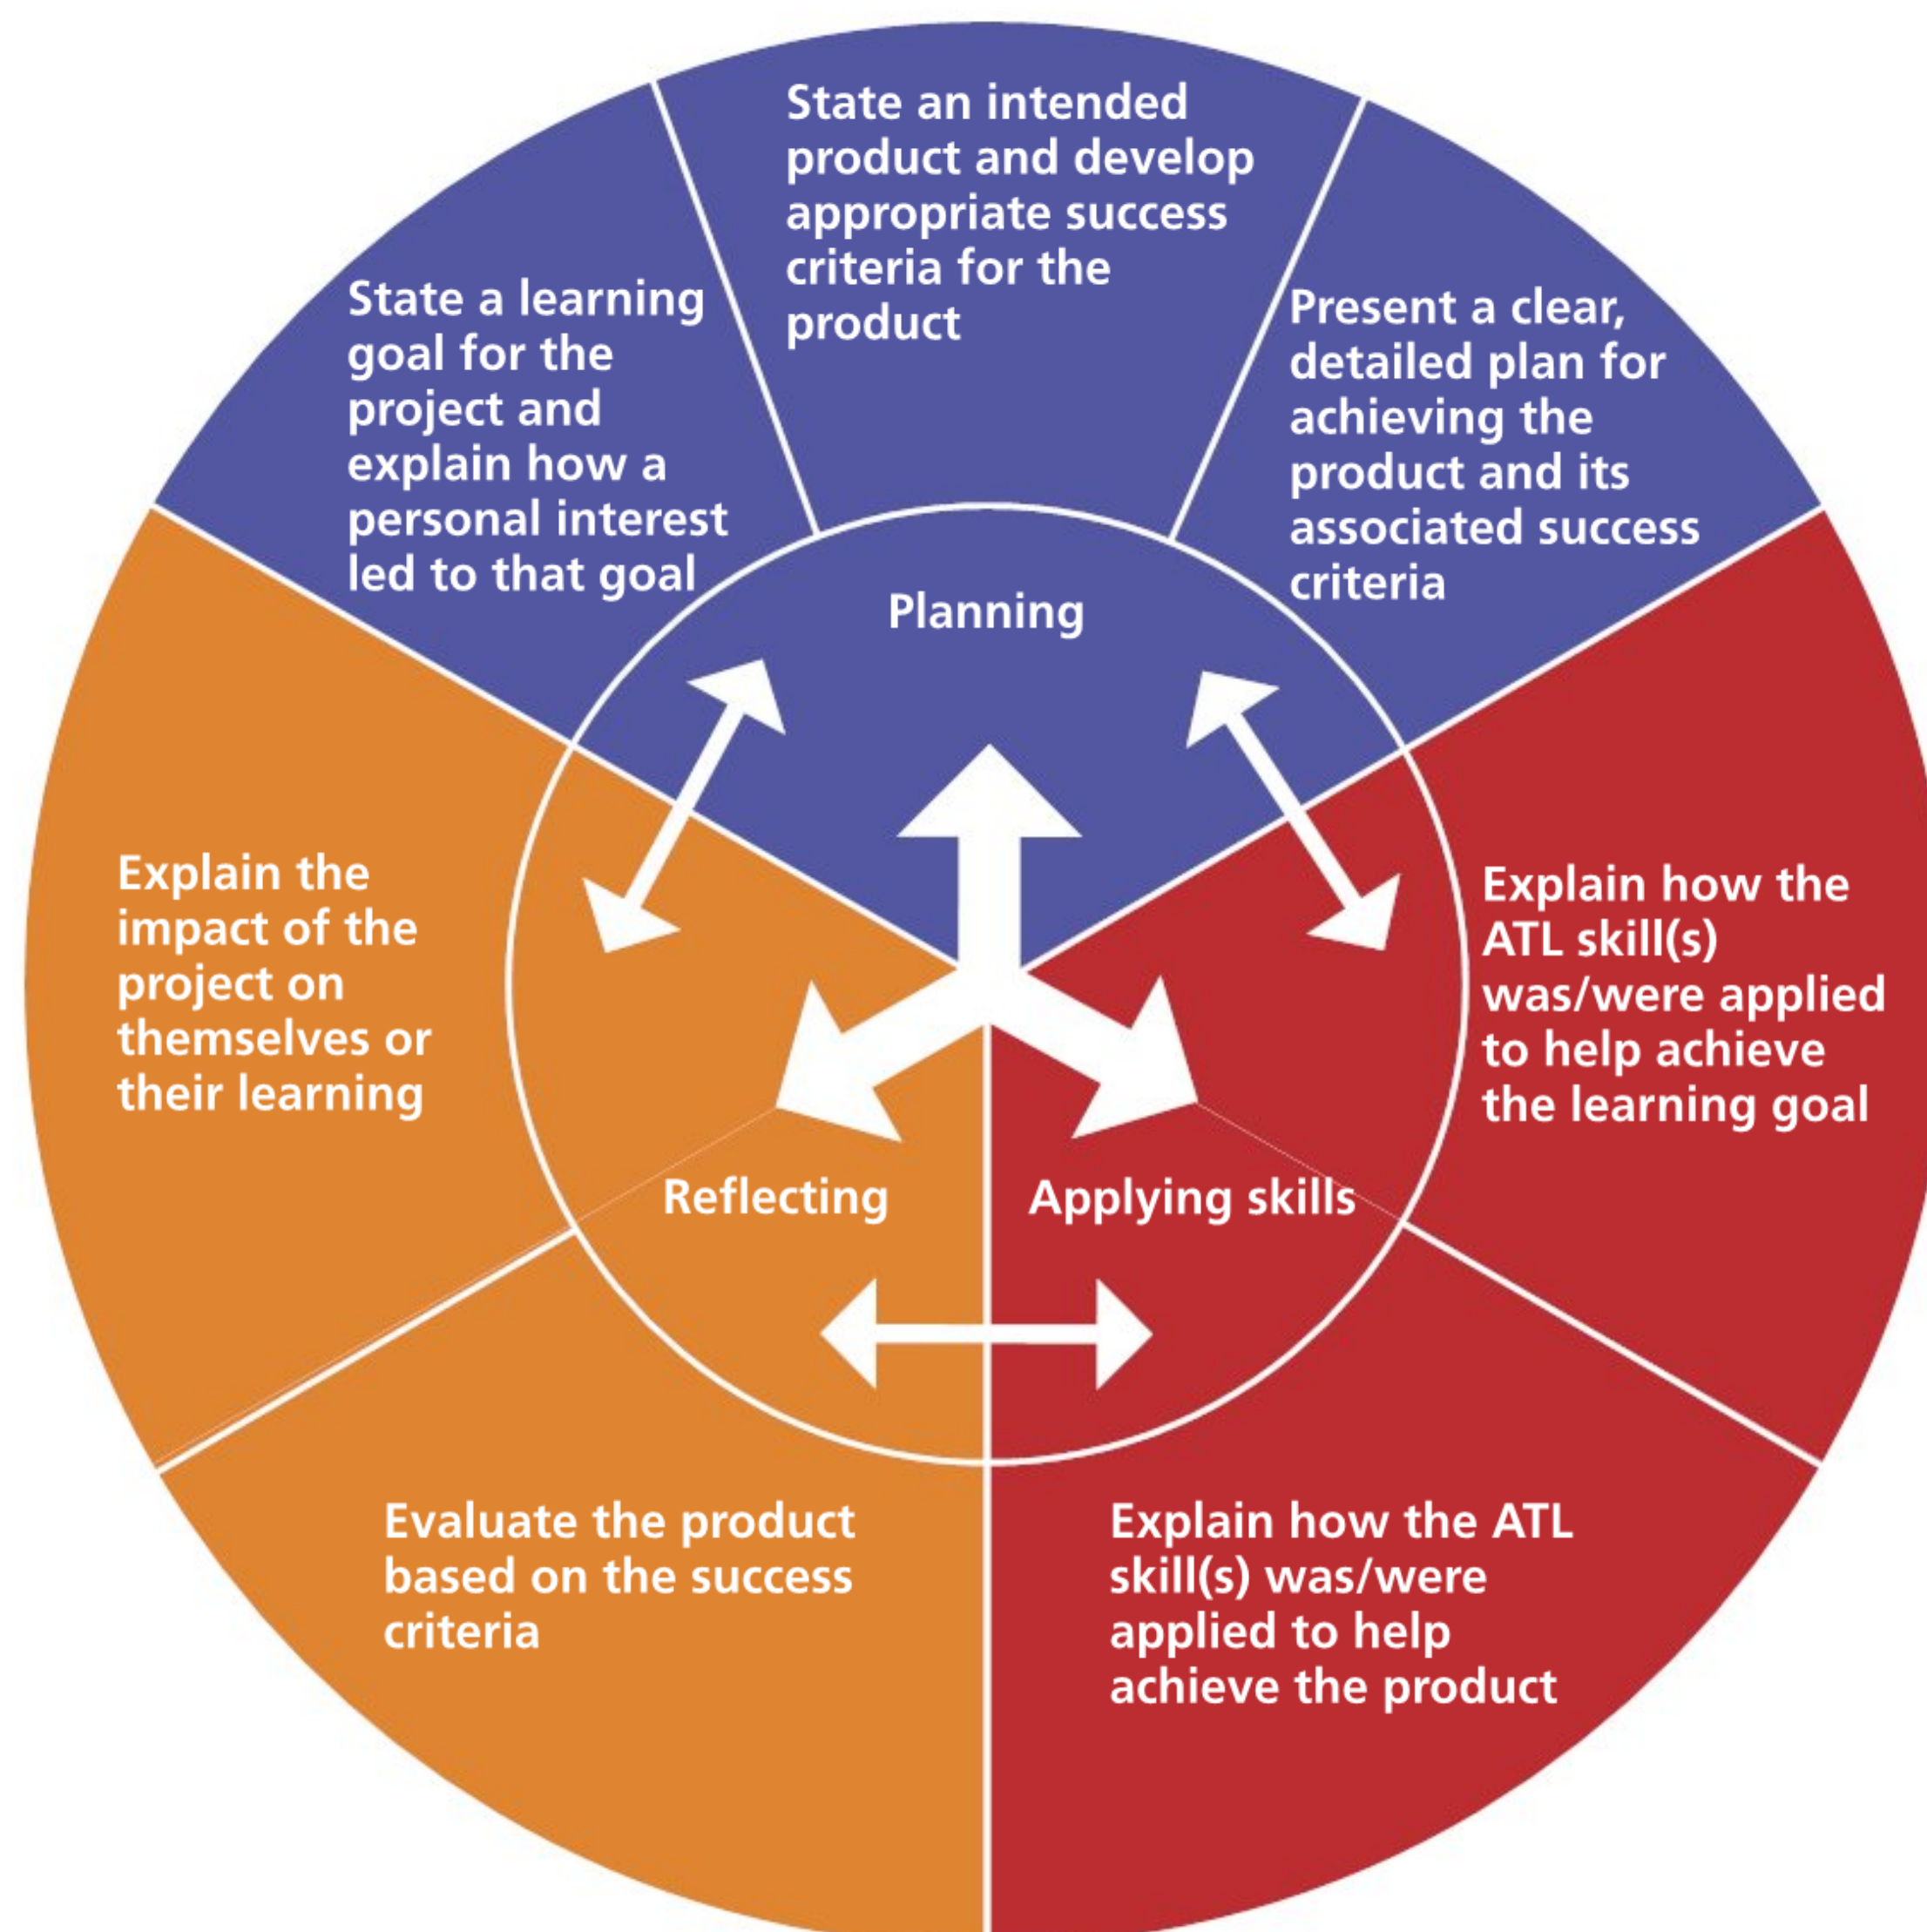 State an intended
product and develop
appropriate success
criteria for the
product
State a learning
goal for the
project and
explain how a
personal interest
led to that goal
Present a clear,
detailed plan for
achieving the
product and its
associated success
criteria
Planning
Explain the
impact of the
project on
themselves or
their learning
Explain how the
ATL skill(s)
was/were applied
to help achieve
the learning goal
Reflecting
Applying skills
Evaluate the product
based on the success
criteria
Explain how the ATL
skill(s) was/were
applied to help
achieve the product